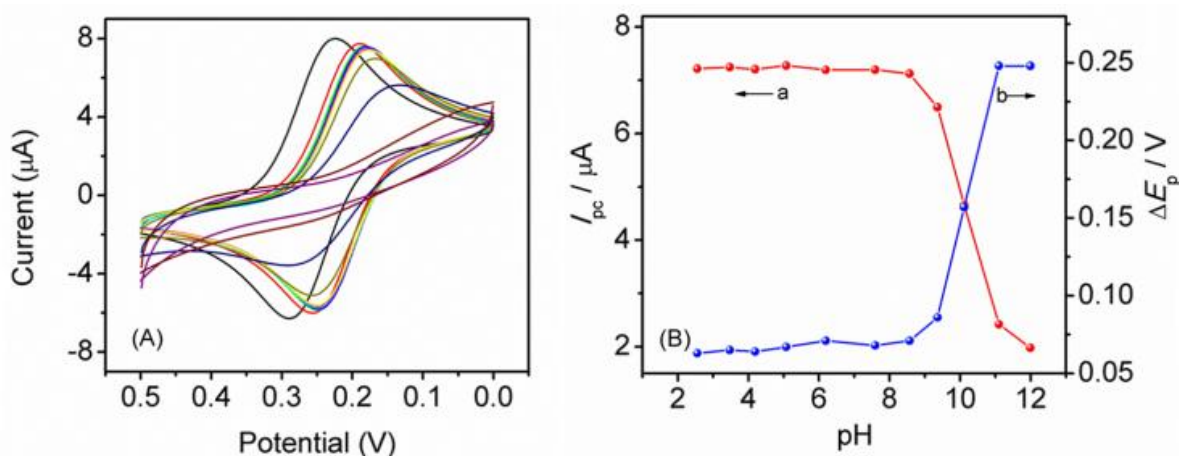 8
4
0
-4
-8
Current (μA)
(A)
0.5 0.4 0.3 0.2 0.1 0.0
Potential (V)
8
6
4
2
Ipc / μA
a
b
(B)
0.25
0.20
0.15
0.10
0.05
ΔEp / V
2 4 6 8 10 12
pH